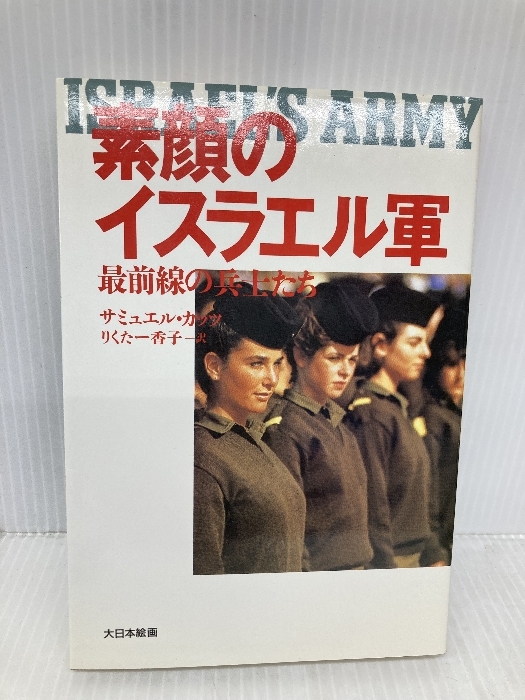 ISRAEL'S ARMY
素顔の
イスラエル軍
最前線の兵士たち
サミュエル・カッツ
りくたー香子—訳
大日本絵画